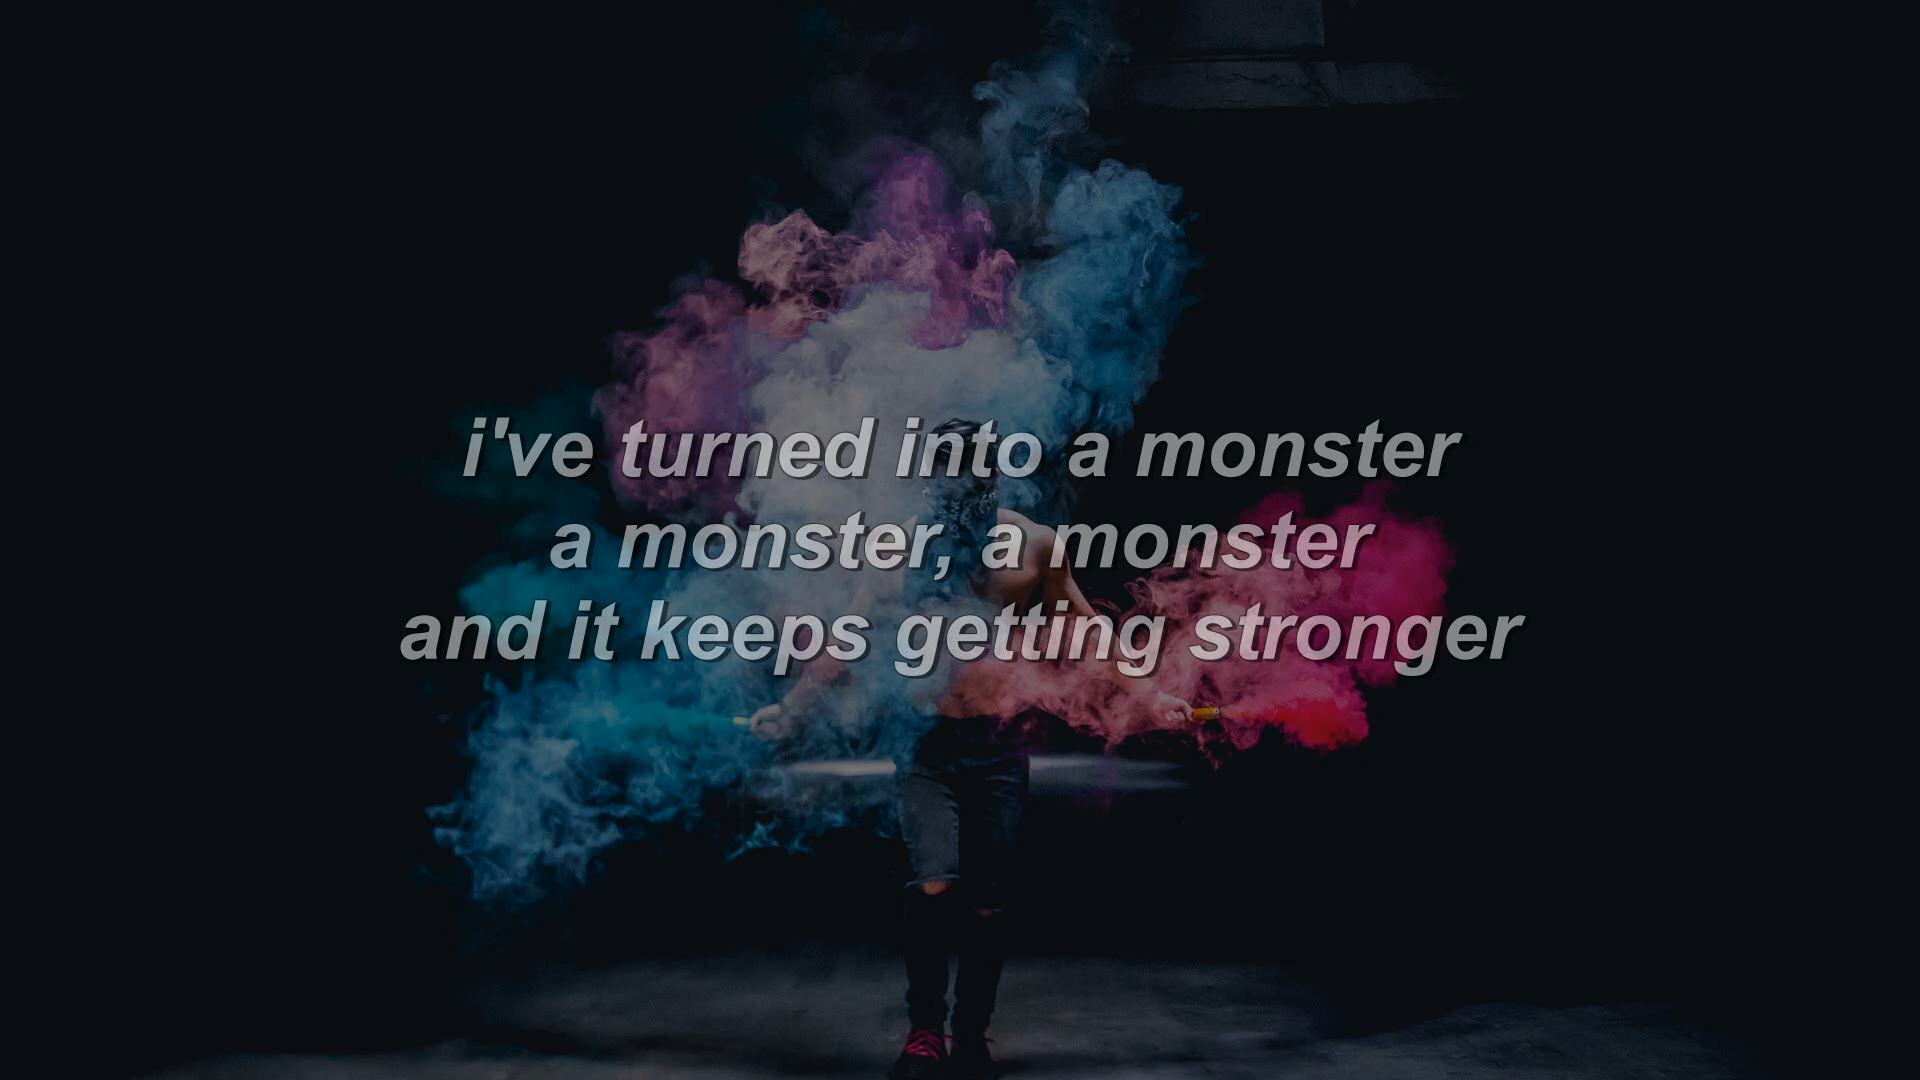 i've turned into a monster
a monster, a monster
and it keeps getting stronger